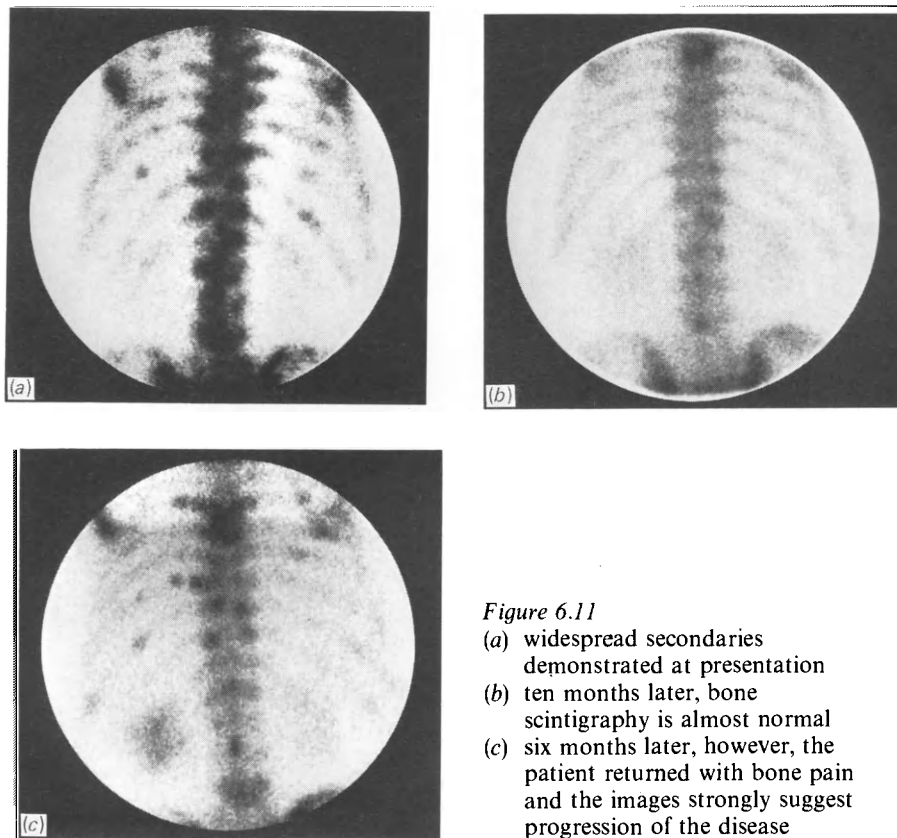 (a)
(b)
(c)
Figure 6.11
(a) widespread secondaries
demonstrated at presentation
(b) ten months later, bone
scintigraphy is almost normal
(c) six months later, however, the
patient returned with bone pain
and the images strongly suggest
progression of the disease